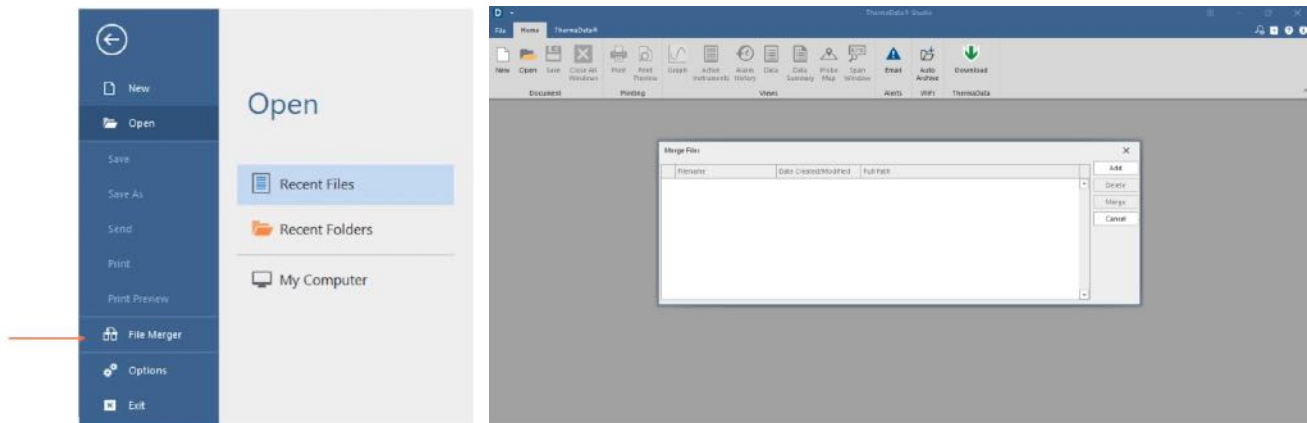 New
Open
Save
Save As
Send
Print
Print Preview
File Merger
Options
Exit
Open
Recent Files
Recent Folders
My Computer
D
ThermaData® Studio
File Home ThermaData®
New Open Save Close All Windows Print Print Preview Graph Active Instruments Alarm History Data Data Summary Probe Map Span Window Email Auto Archive Download
Document Printing Views Alerts WiFi ThermaData
Merge Files
Filename Date Created/Modified Full Path
Add
Delete
Merge
Cancel